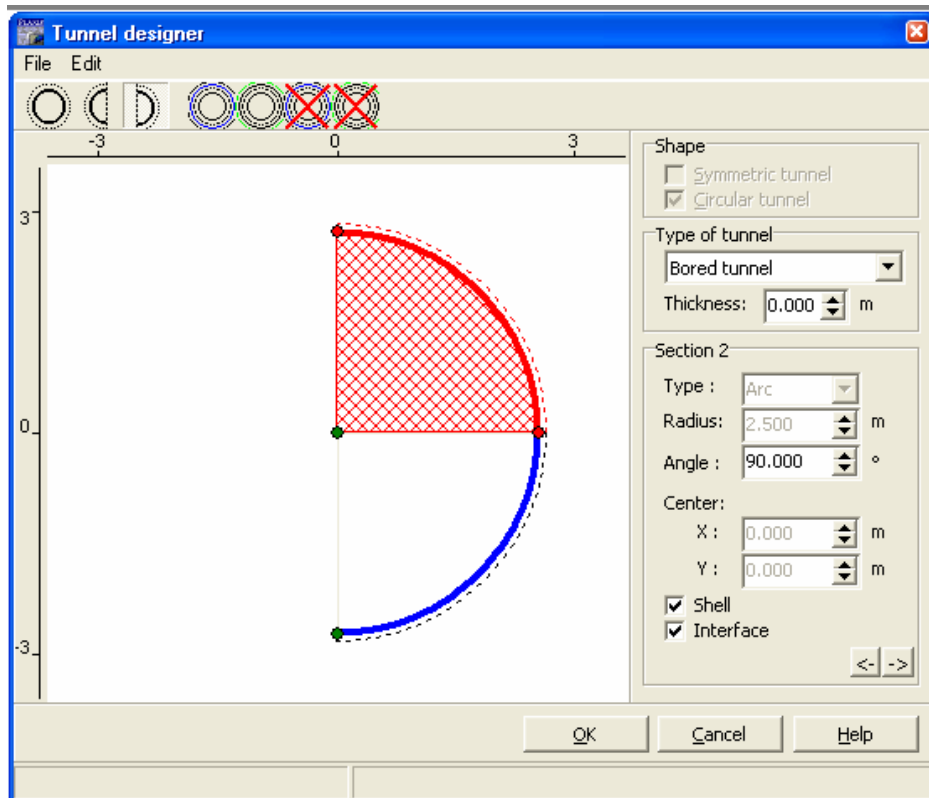 Tunnel designer
File Edit
-3 0 3
3
0
-3
Shape
Symmetric tunnel
Circular tunnel
Type of tunnel
Bored tunnel
Thickness: 0.000 m
Section 2
Type : Arc
Radius: 2.500 m
Angle : 90.000 °
Center:
X : 0.000 m
Y : 0.000 m
Shell
Interface
<- ->
OK Cancel Help